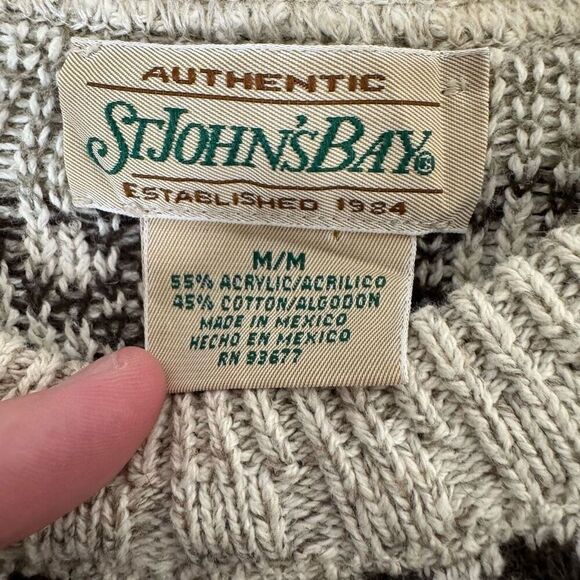 AUTHENTIC
ST JOHN'S BAY®
ESTABLISHED 1984
M/M
55% ACRYLIC/ACRILICO
45% COTTON/ALGODON
MADE IN MEXICO
HECHO EN MEXICO
RN 93677